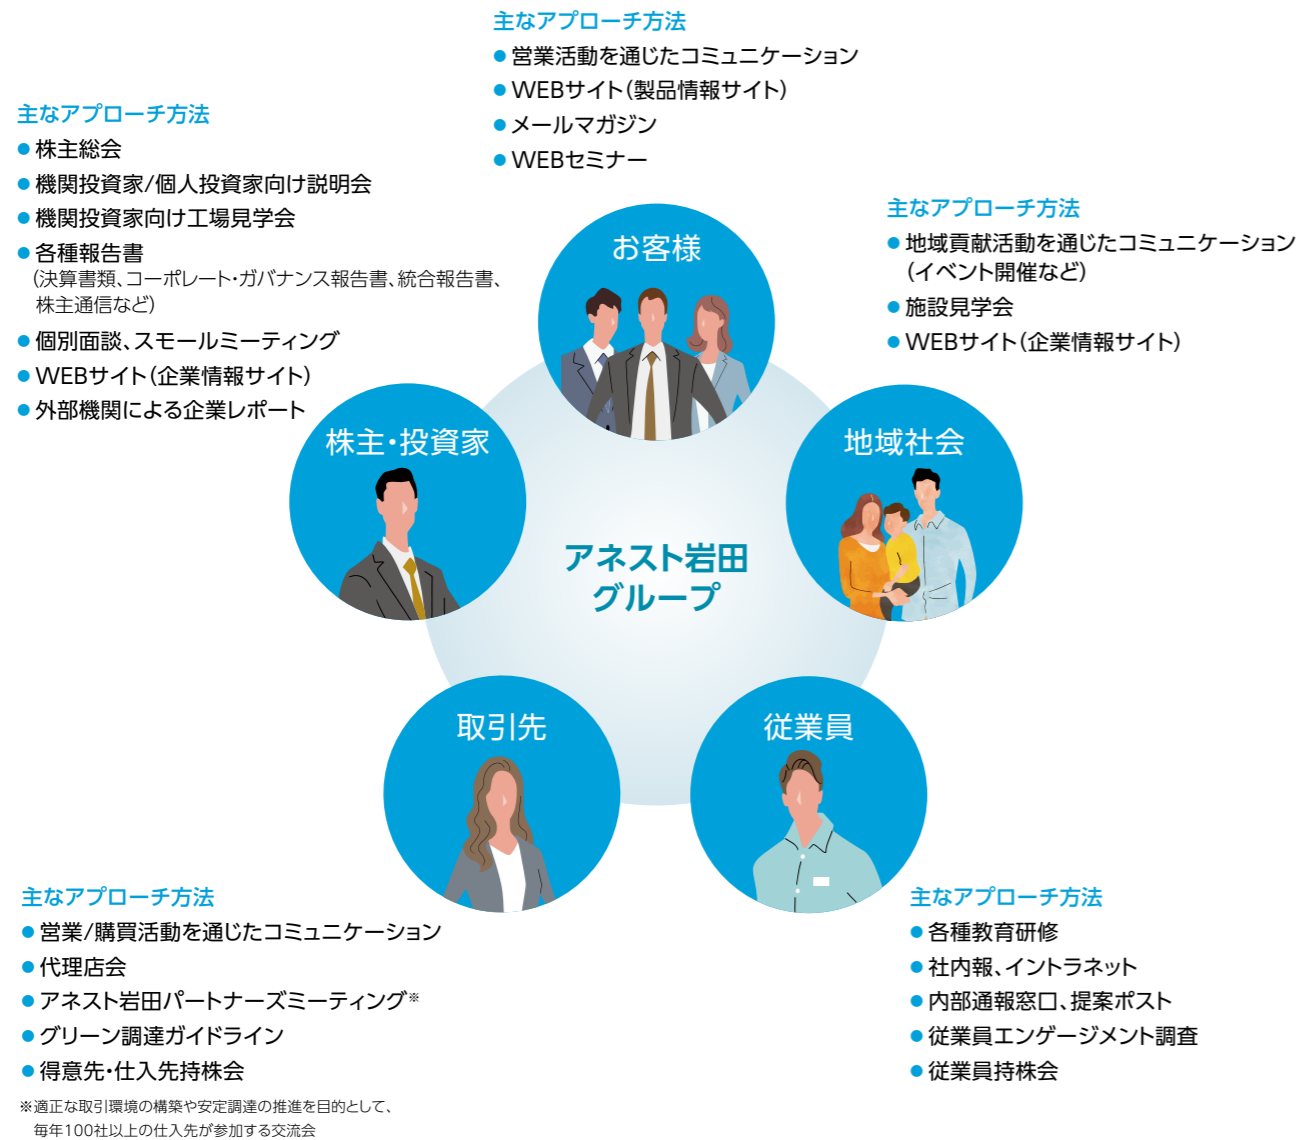 主なアプローチ方法
●営業活動を通じたコミュニケーション
●WEBサイト（製品情報サイト）
●メールマガジン
●WEBセミナー
主なアプローチ方法
●株主総会
●機関投資家/個人投資家向け説明会
●機関投資家向け工場見学会
●各種報告書
（決算書類、コーポレート・ガバナンス報告書、統合報告書、
株主通信など）
●個別面談、スモールミーティング
●WEBサイト（企業情報サイト）
●外部機関による企業レポート
主なアプローチ方法
●地域貢献活動を通じたコミュニケーション
（イベント開催など）
●施設見学会
●WEBサイト（企業情報サイト）
お客様
株主・投資家
地域社会
アネスト岩田
グループ
取引先
従業員
主なアプローチ方法
●営業/購買活動を通じたコミュニケーション
●代理店会
●アネスト岩田パートナーズミーティング※
●グリーン調達ガイドライン
●得意先・仕入先持株会
※適正な取引環境の構築や安定調達の推進を目的として、
毎年100社以上の仕入先が参加する交流会
主なアプローチ方法
●各種教育研修
●社内報、イントラネット
●内部通報窓口、提案ポスト
●従業員エンゲージメント調査
●従業員持株会